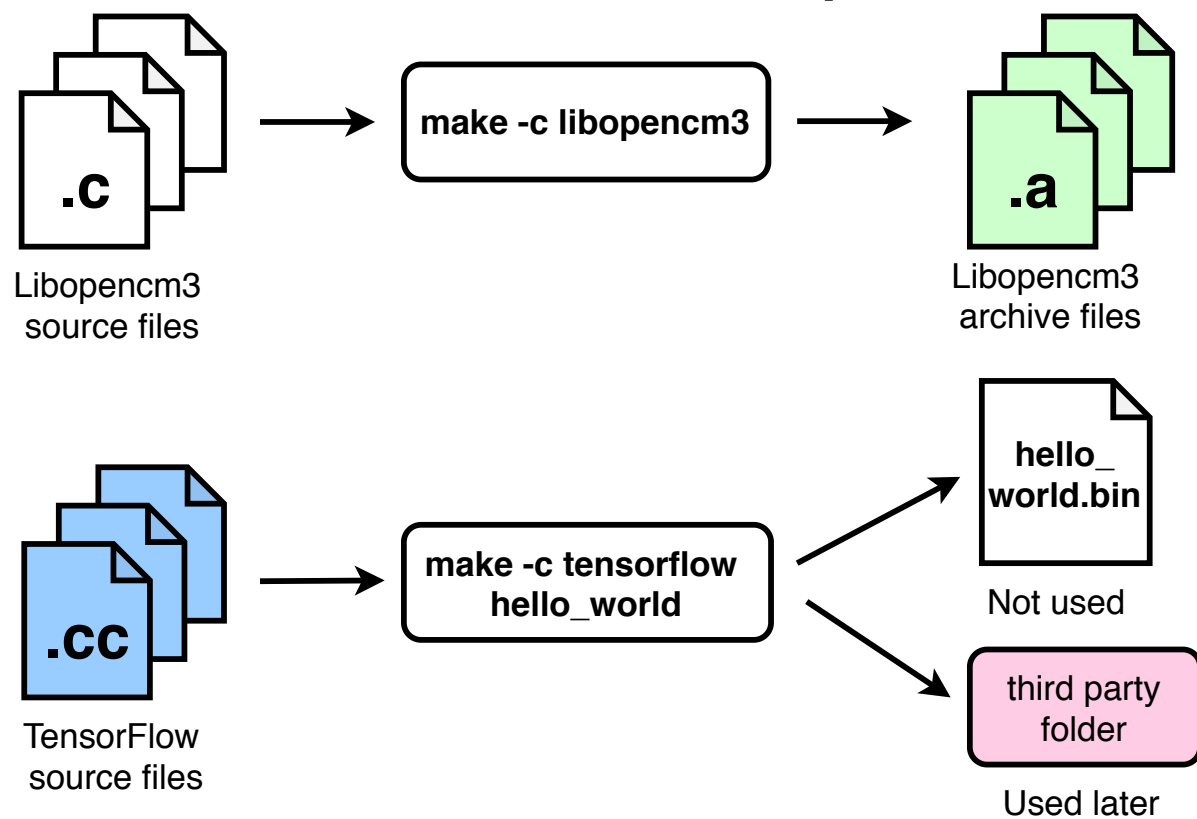 .c
make -c libopencm3
.a
Libopencm3
source files
Libopencm3
archive files
hello_
world.bin
.cc
make -c tensorflow
hello_world
Not used
third party
folder
TensorFlow
source files
Used later